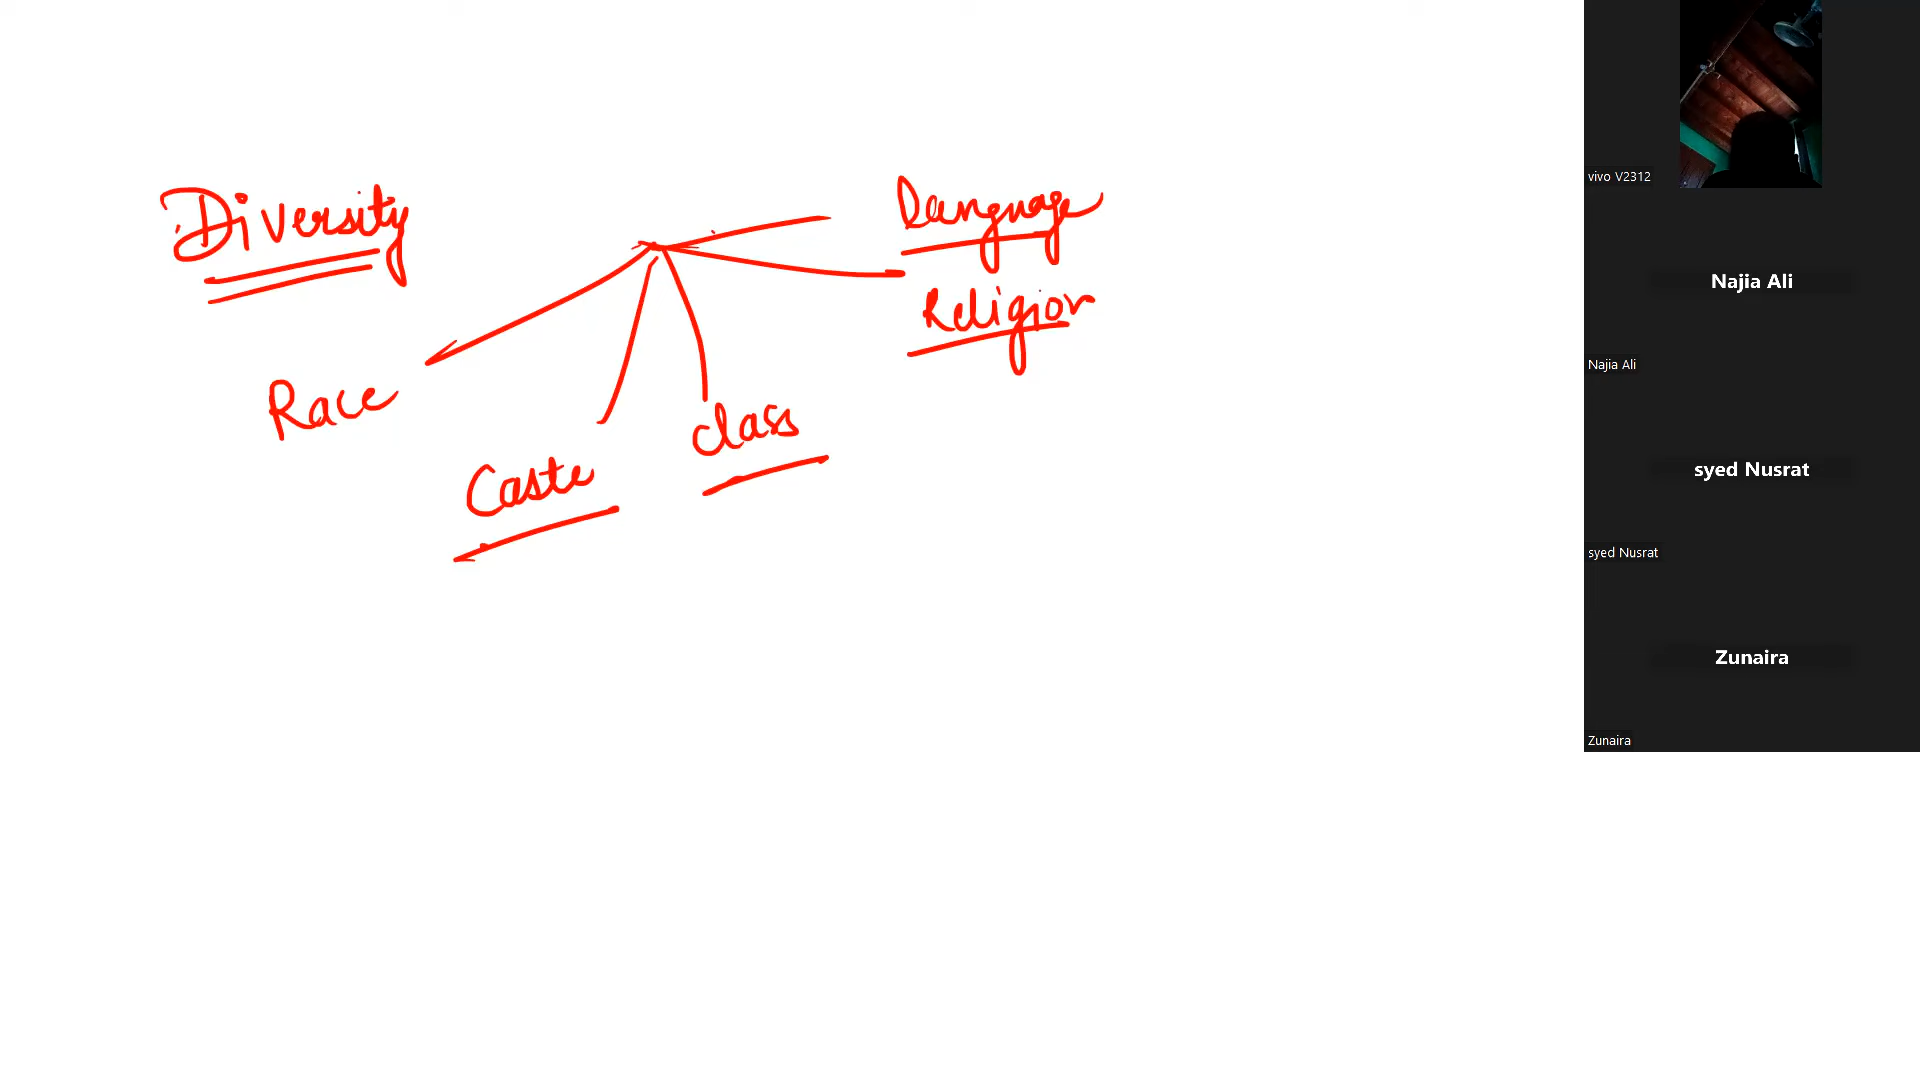 Diversity
Language
Religion
Race
Caste
class
vivo V2312
Najia Ali
Najia Ali
syed Nusrat
syed Nusrat
Zunaira
Zunaira